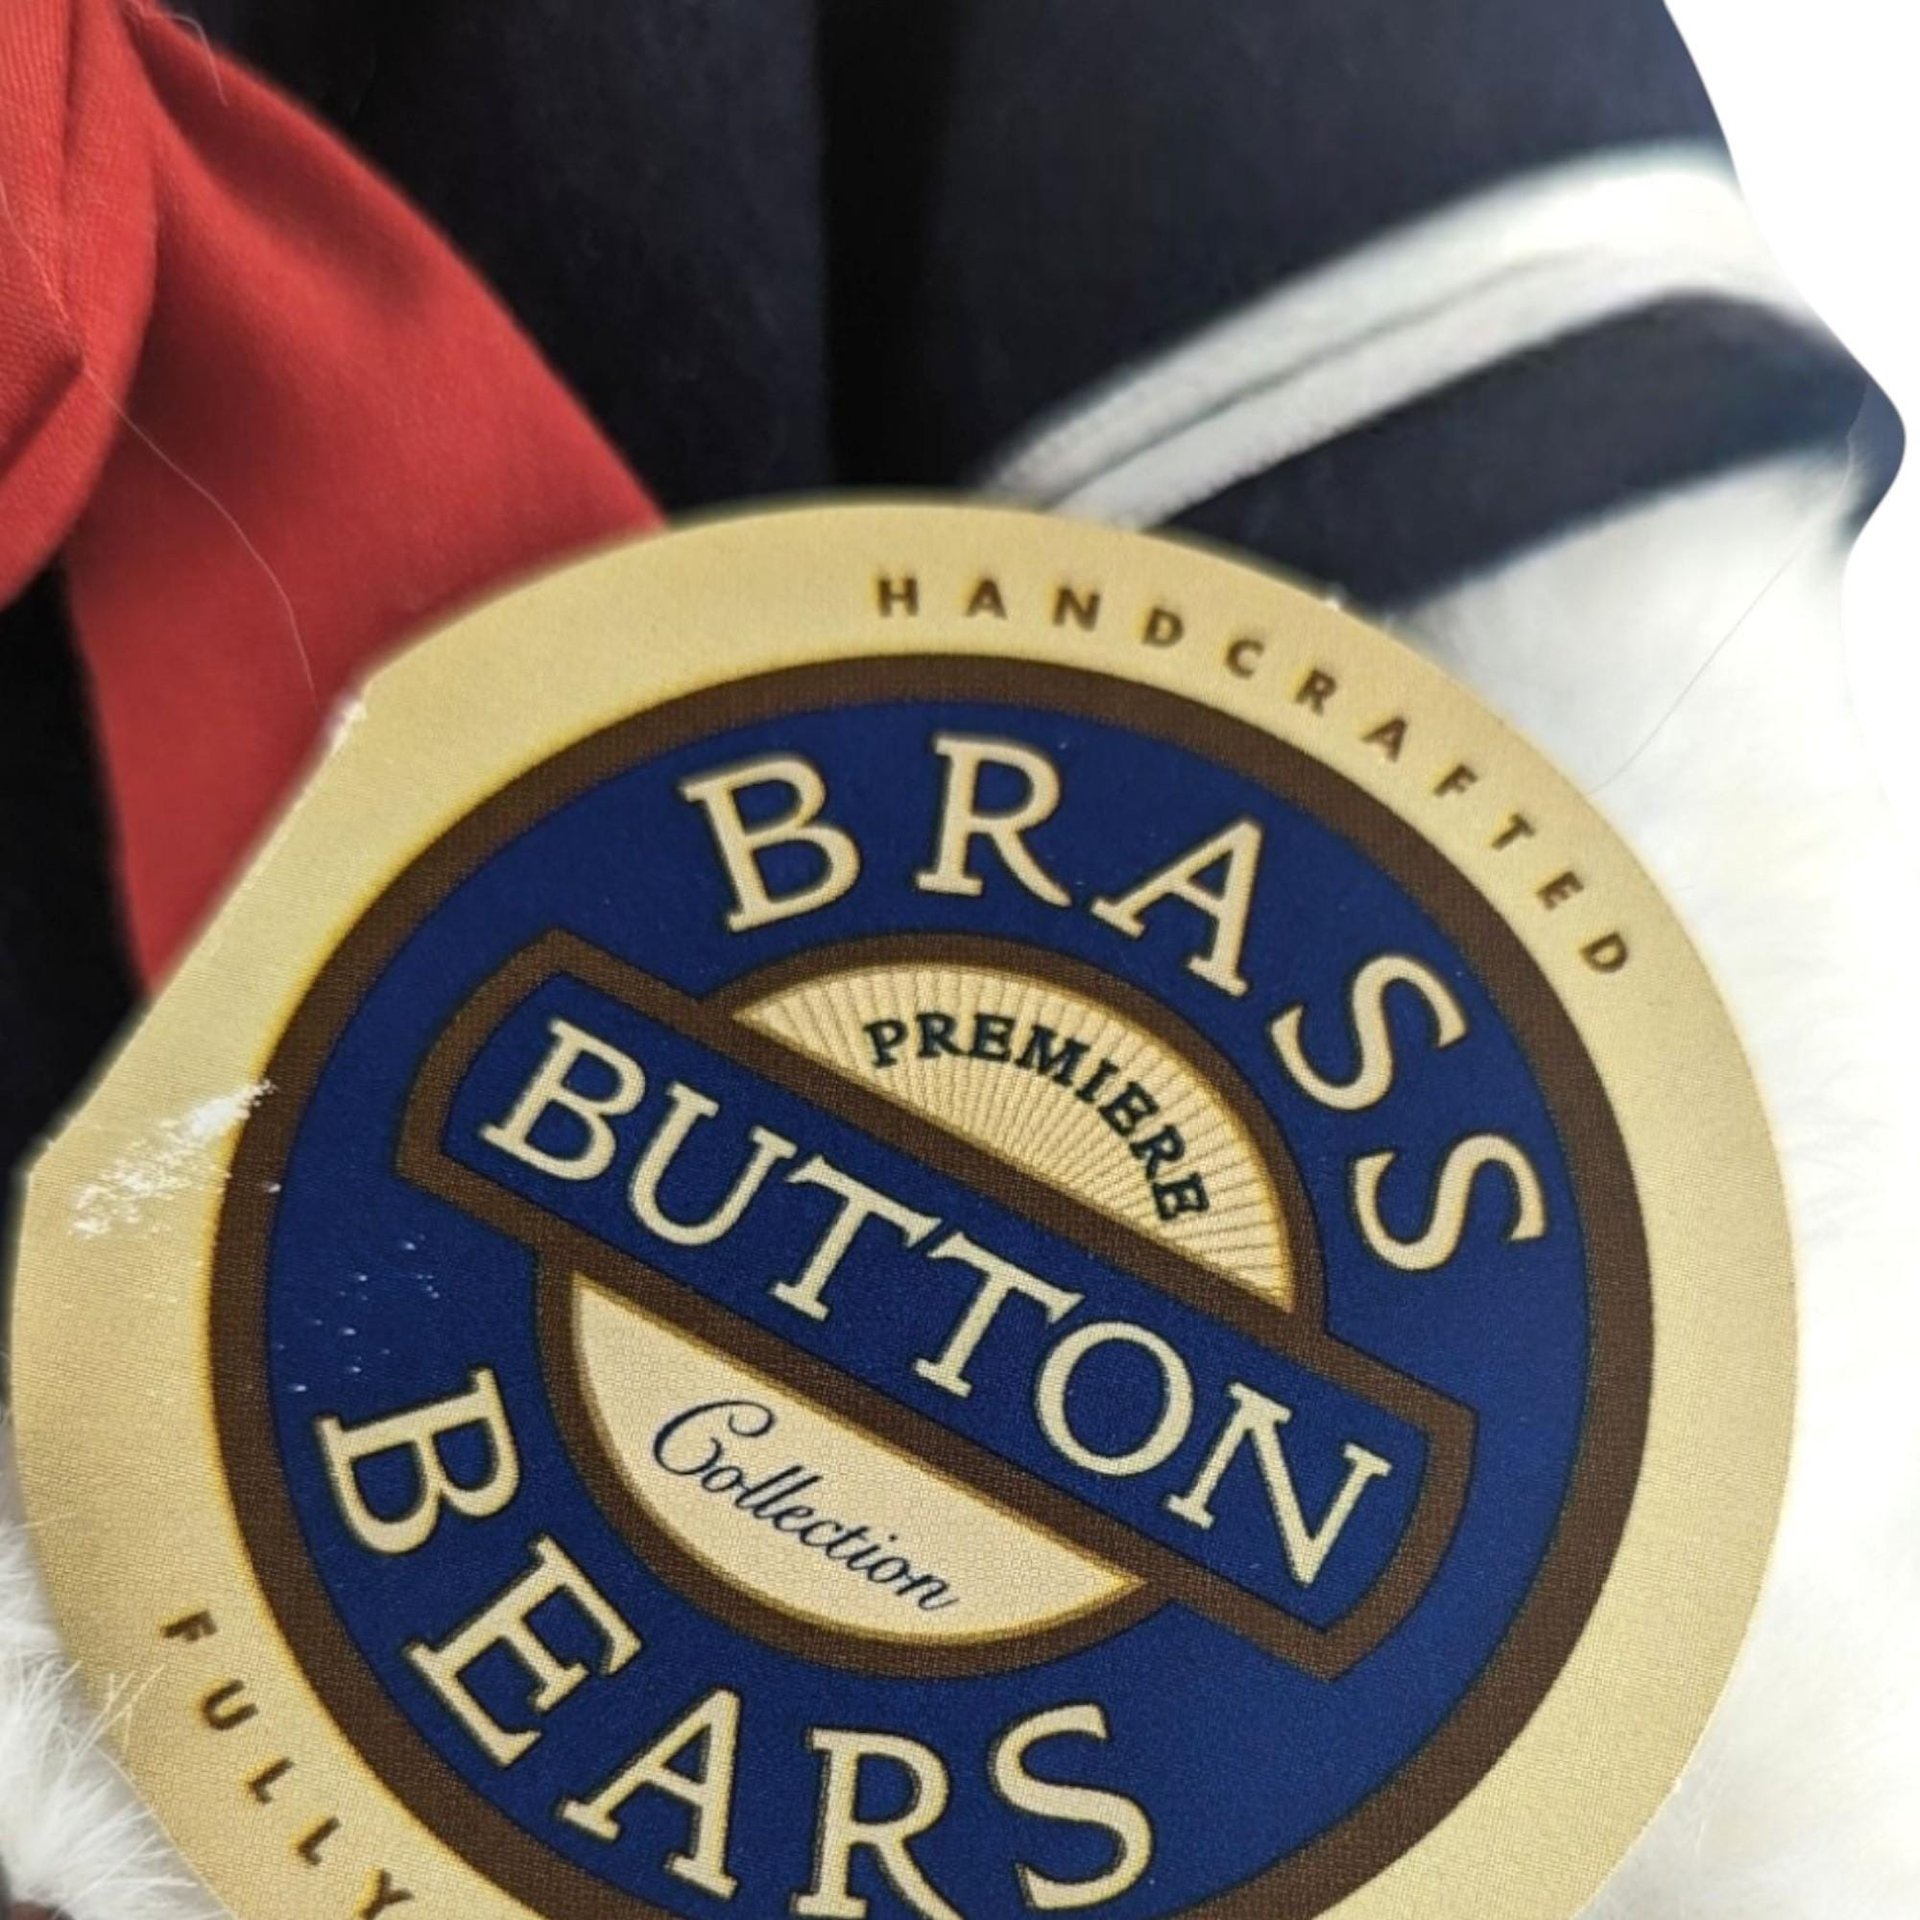 HANDCRAFTED
BRASS
PREMIERE
BUTTON
Collection
BEARS
FULLY